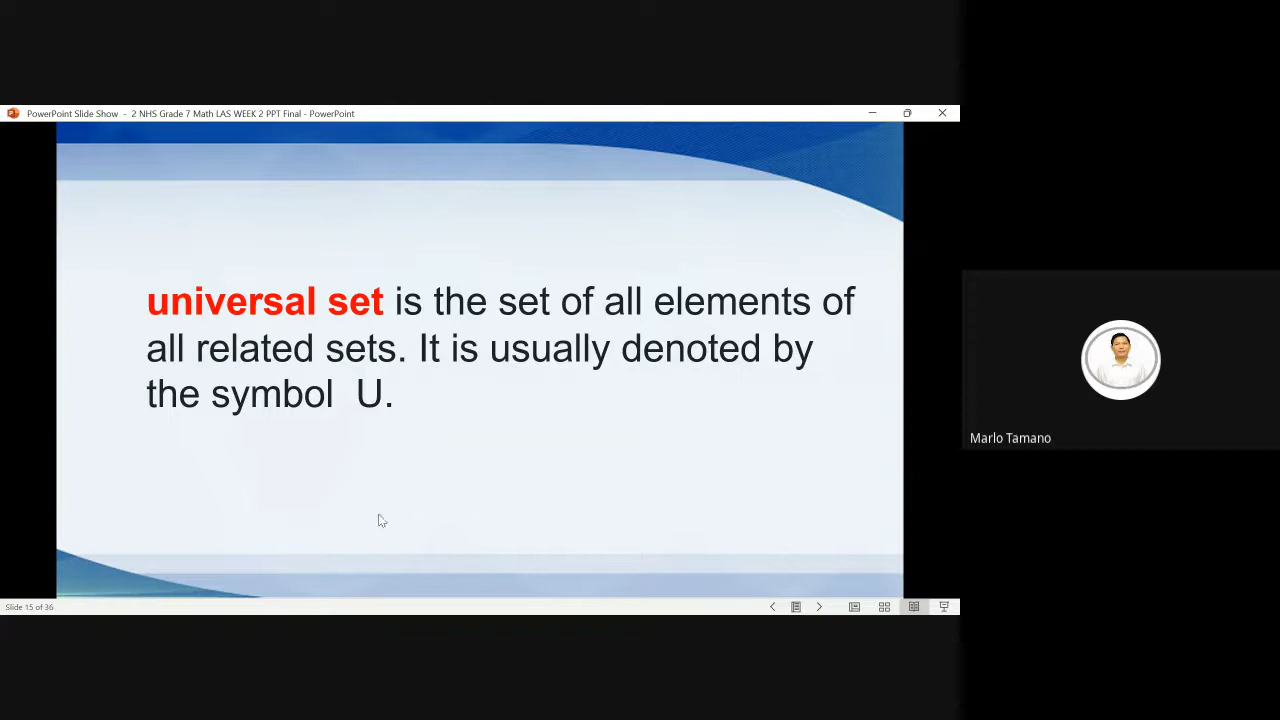 PowerPoint Slide Show - 2 NHS Grade 7 Math LAS WEEK 2 PPT Final - PowerPoint
universal set is the set of all elements of
all related sets. It is usually denoted by
the symbol U.
Marlo Tamano
Slide 15 of 36